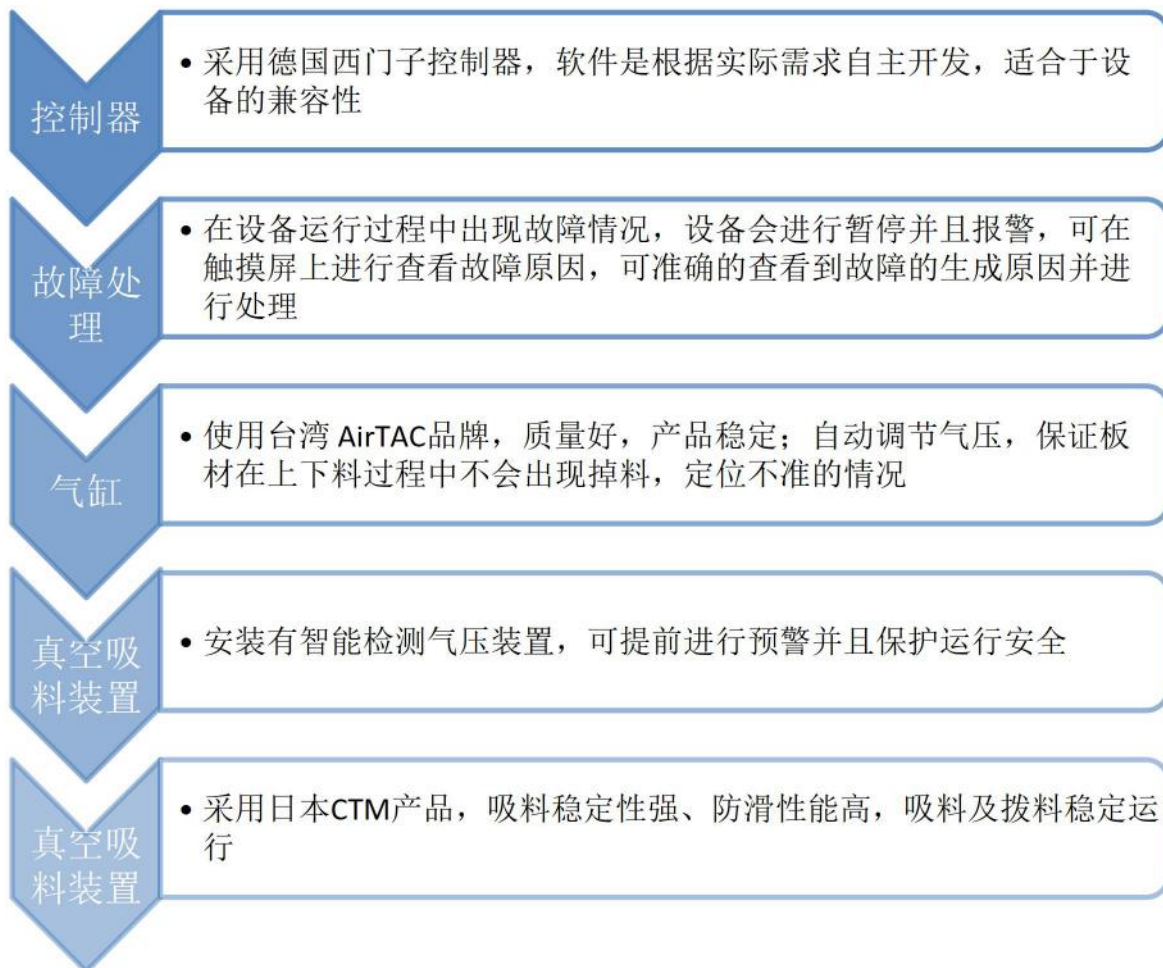 控制器
• 采用德国西门子控制器，软件是根据实际需求自主开发，适合于设
备的兼容性
故障处
理
• 在设备运行过程中出现故障情况，设备会进行暂停并且报警，可在
触摸屏上进行查看故障原因，可准确的查看到故障的生成原因并进
行处理
气缸
• 使用台湾 AirTAC品牌，质量好，产品稳定；自动调节气压，保证板
材在上下料过程中不会出现掉料，定位不准的情况
真空吸
料装置
• 安装有智能检测气压装置，可提前进行预警并且保护运行安全
真空吸
料装置
• 采用日本CTM产品，吸料稳定性强、防滑性能高，吸料及拨料稳定运
行